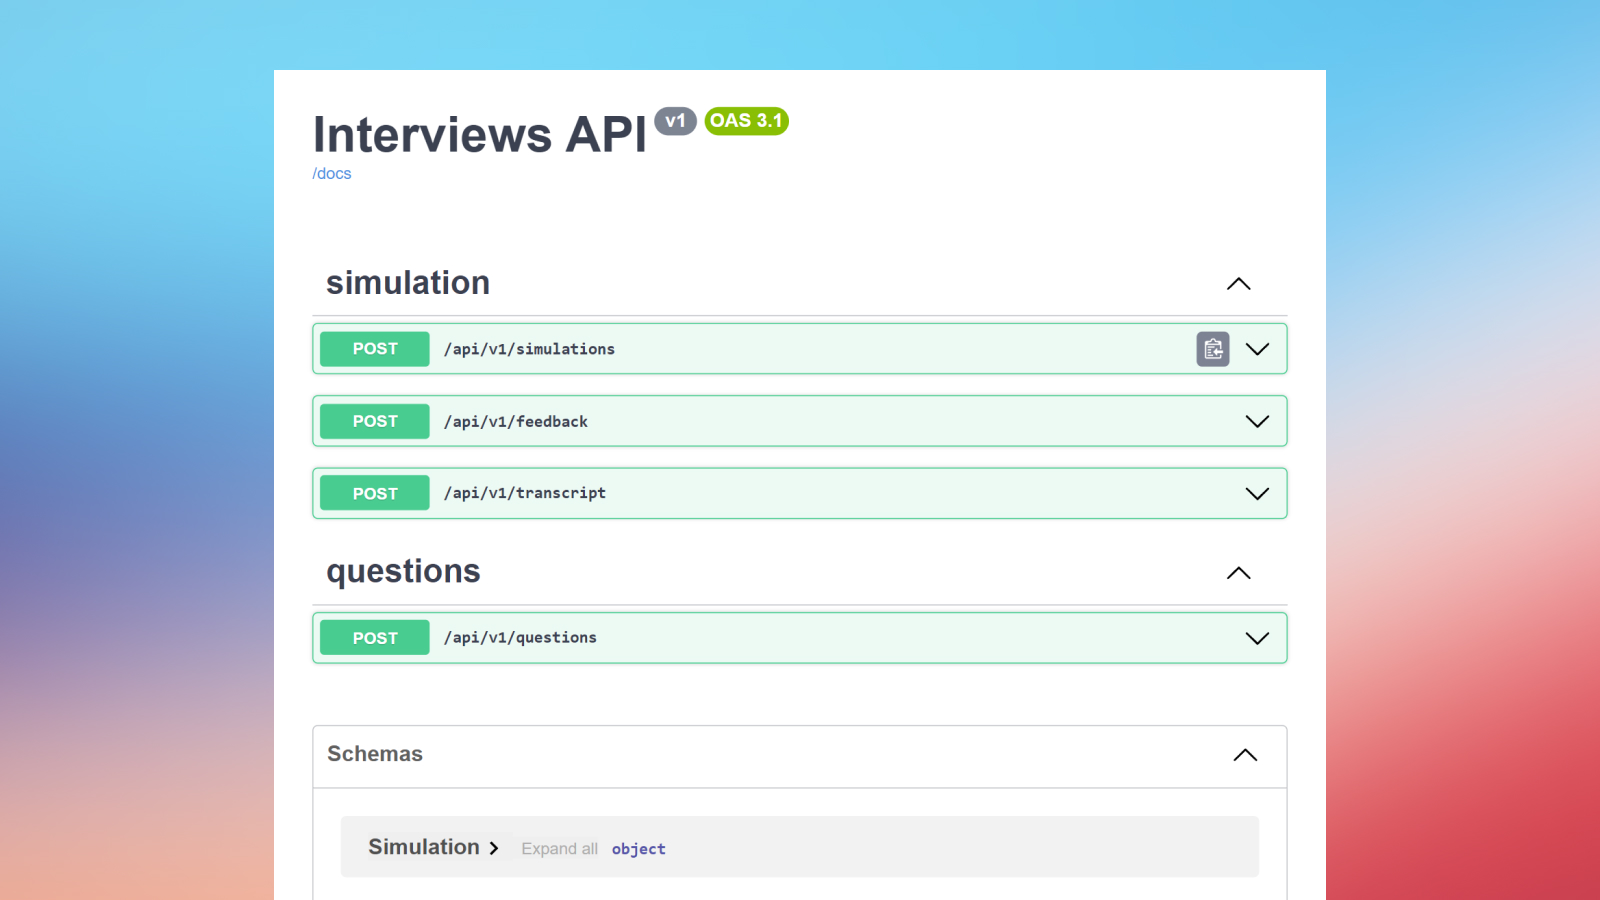 Interviews API v1 OAS 3.1
/docs
simulation
POST /api/v1/simulations
POST /api/v1/feedback
POST /api/v1/transcript
questions
POST /api/v1/questions
Schemas
Simulation Expand all object